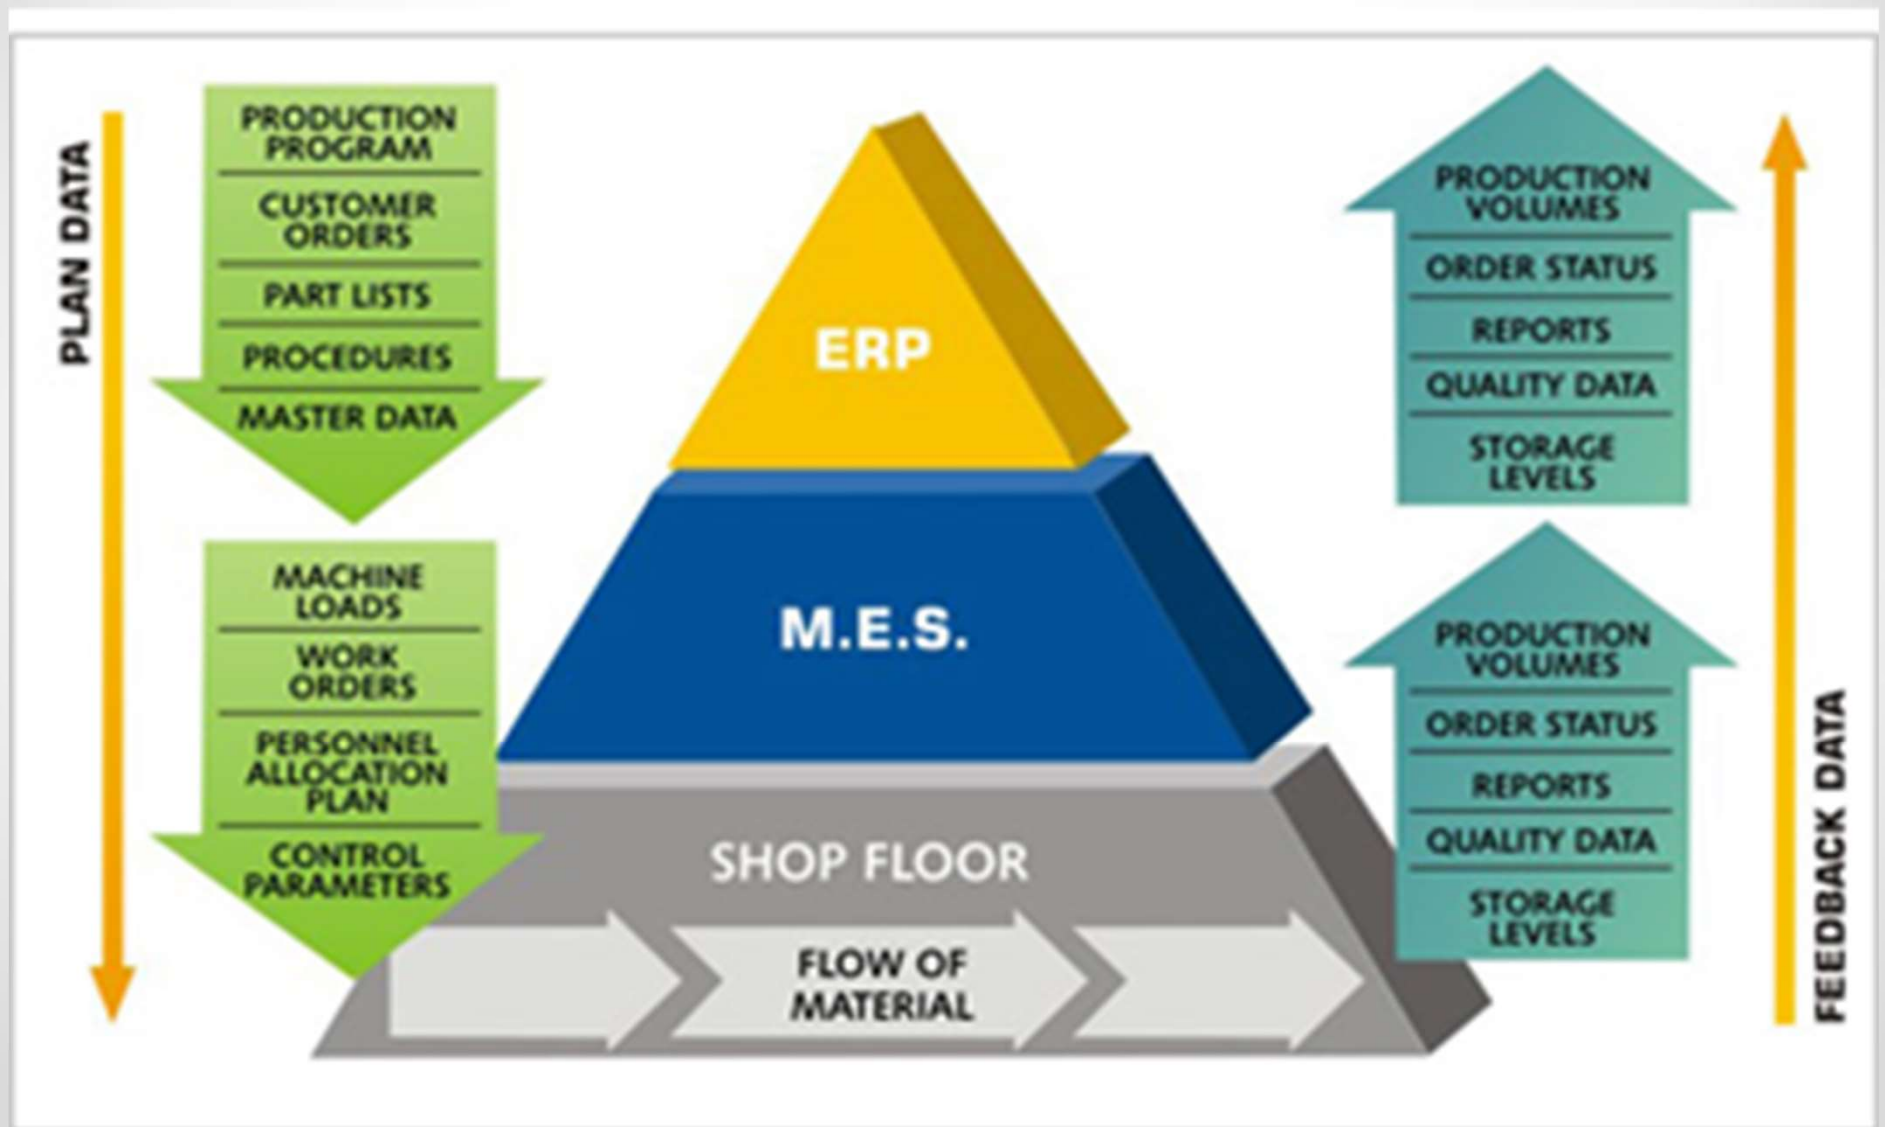 PLAN DATA
PRODUCTION
PROGRAM
CUSTOMER
ORDERS
PART LISTS
PROCEDURES
MASTER DATA
MACHINE
LOADS
WORK
ORDERS
PERSONNEL
ALLOCATION
PLAN
CONTROL
PARAMETERS
ERP
M.E.S.
SHOP FLOOR
FLOW OF
MATERIAL
PRODUCTION
VOLUMES
ORDER STATUS
REPORTS
QUALITY DATA
STORAGE
LEVELS
PRODUCTION
VOLUMES
ORDER STATUS
REPORTS
QUALITY DATA
STORAGE
LEVELS
FEEDBACK DATA